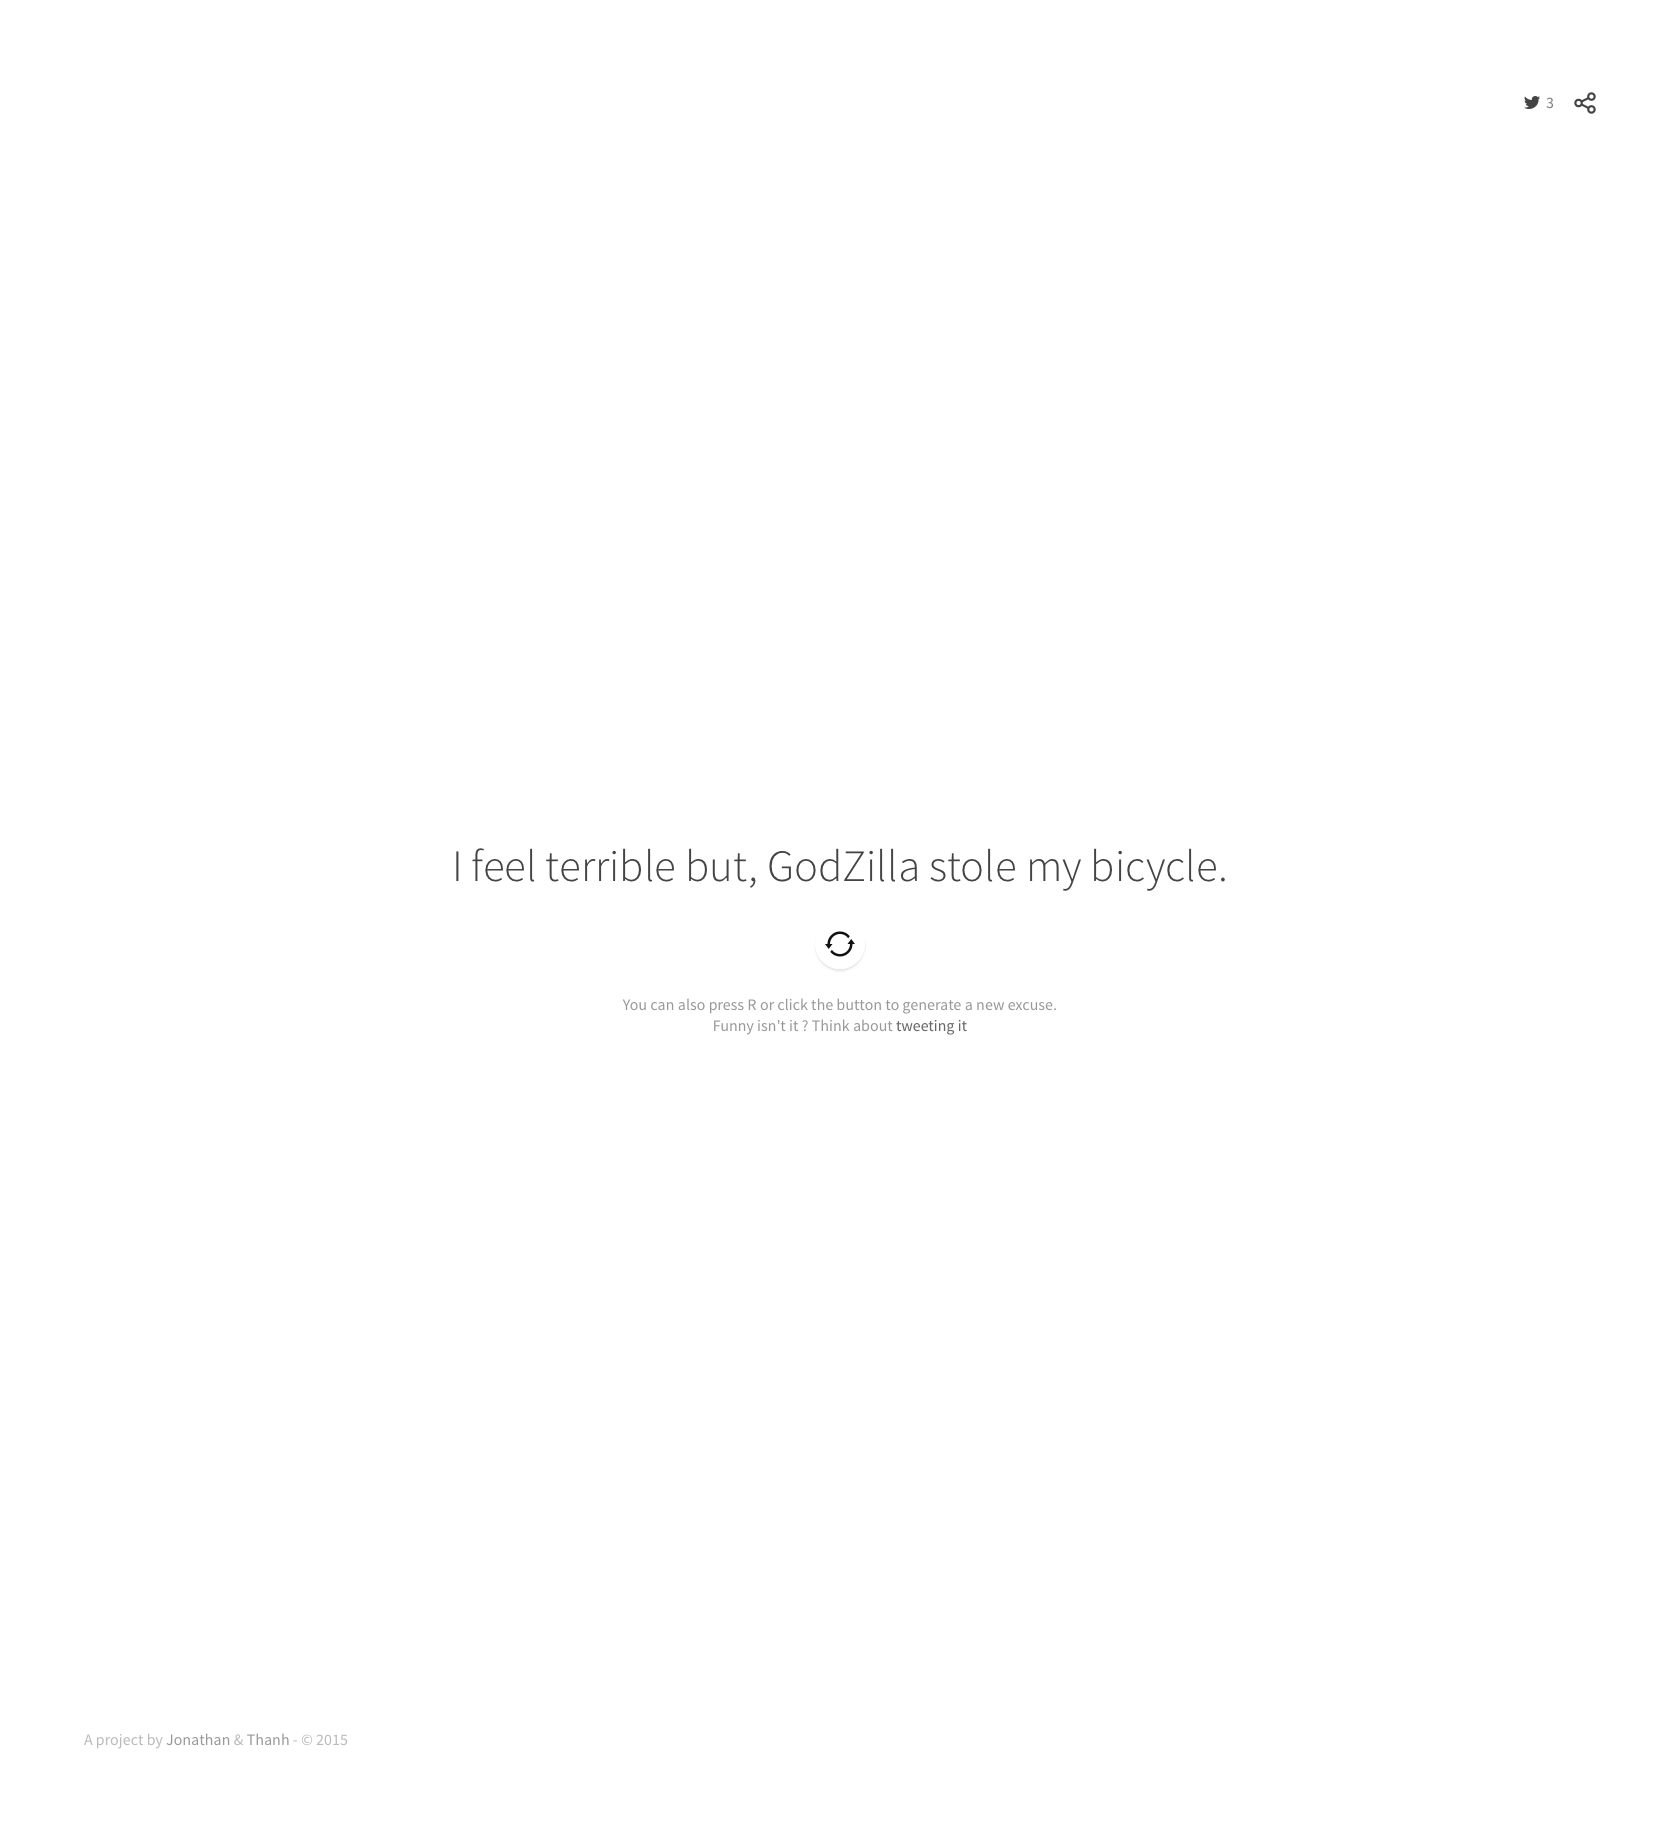 3
I feel terrible but, GodZilla stole my bicycle.
You can also press R or click the button to generate a new excuse.
Funny isn't it ? Think about tweeting it
A project by Jonathan & Thanh - © 2015